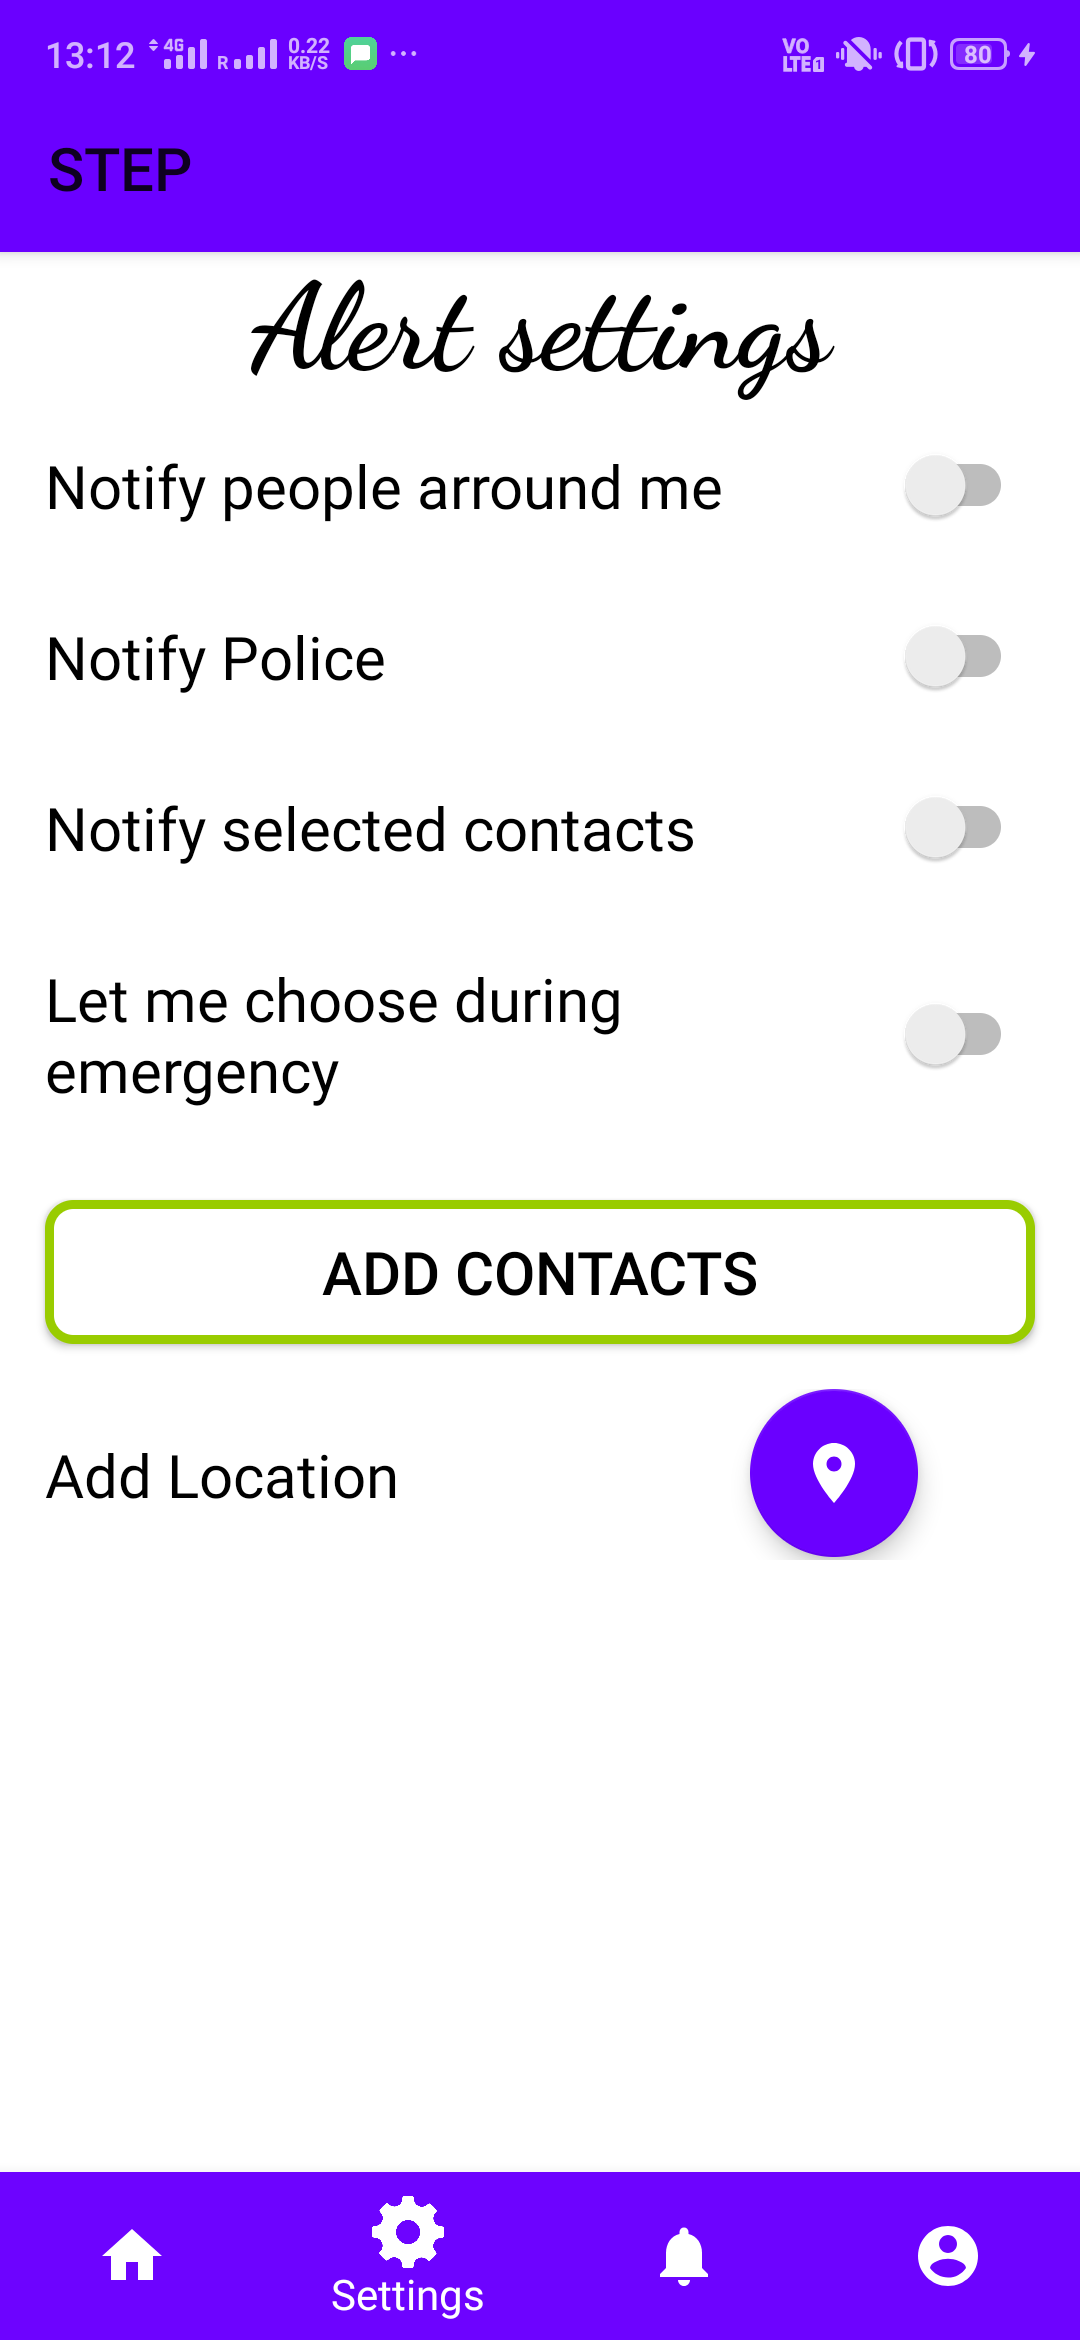 13:12 4G R 0.22 KB/S ... VO LTE 1 80
STEP
Alert settings
Notify people arround me
Notify Police
Notify selected contacts
Let me choose during
emergency
ADD CONTACTS
Add Location
Settings